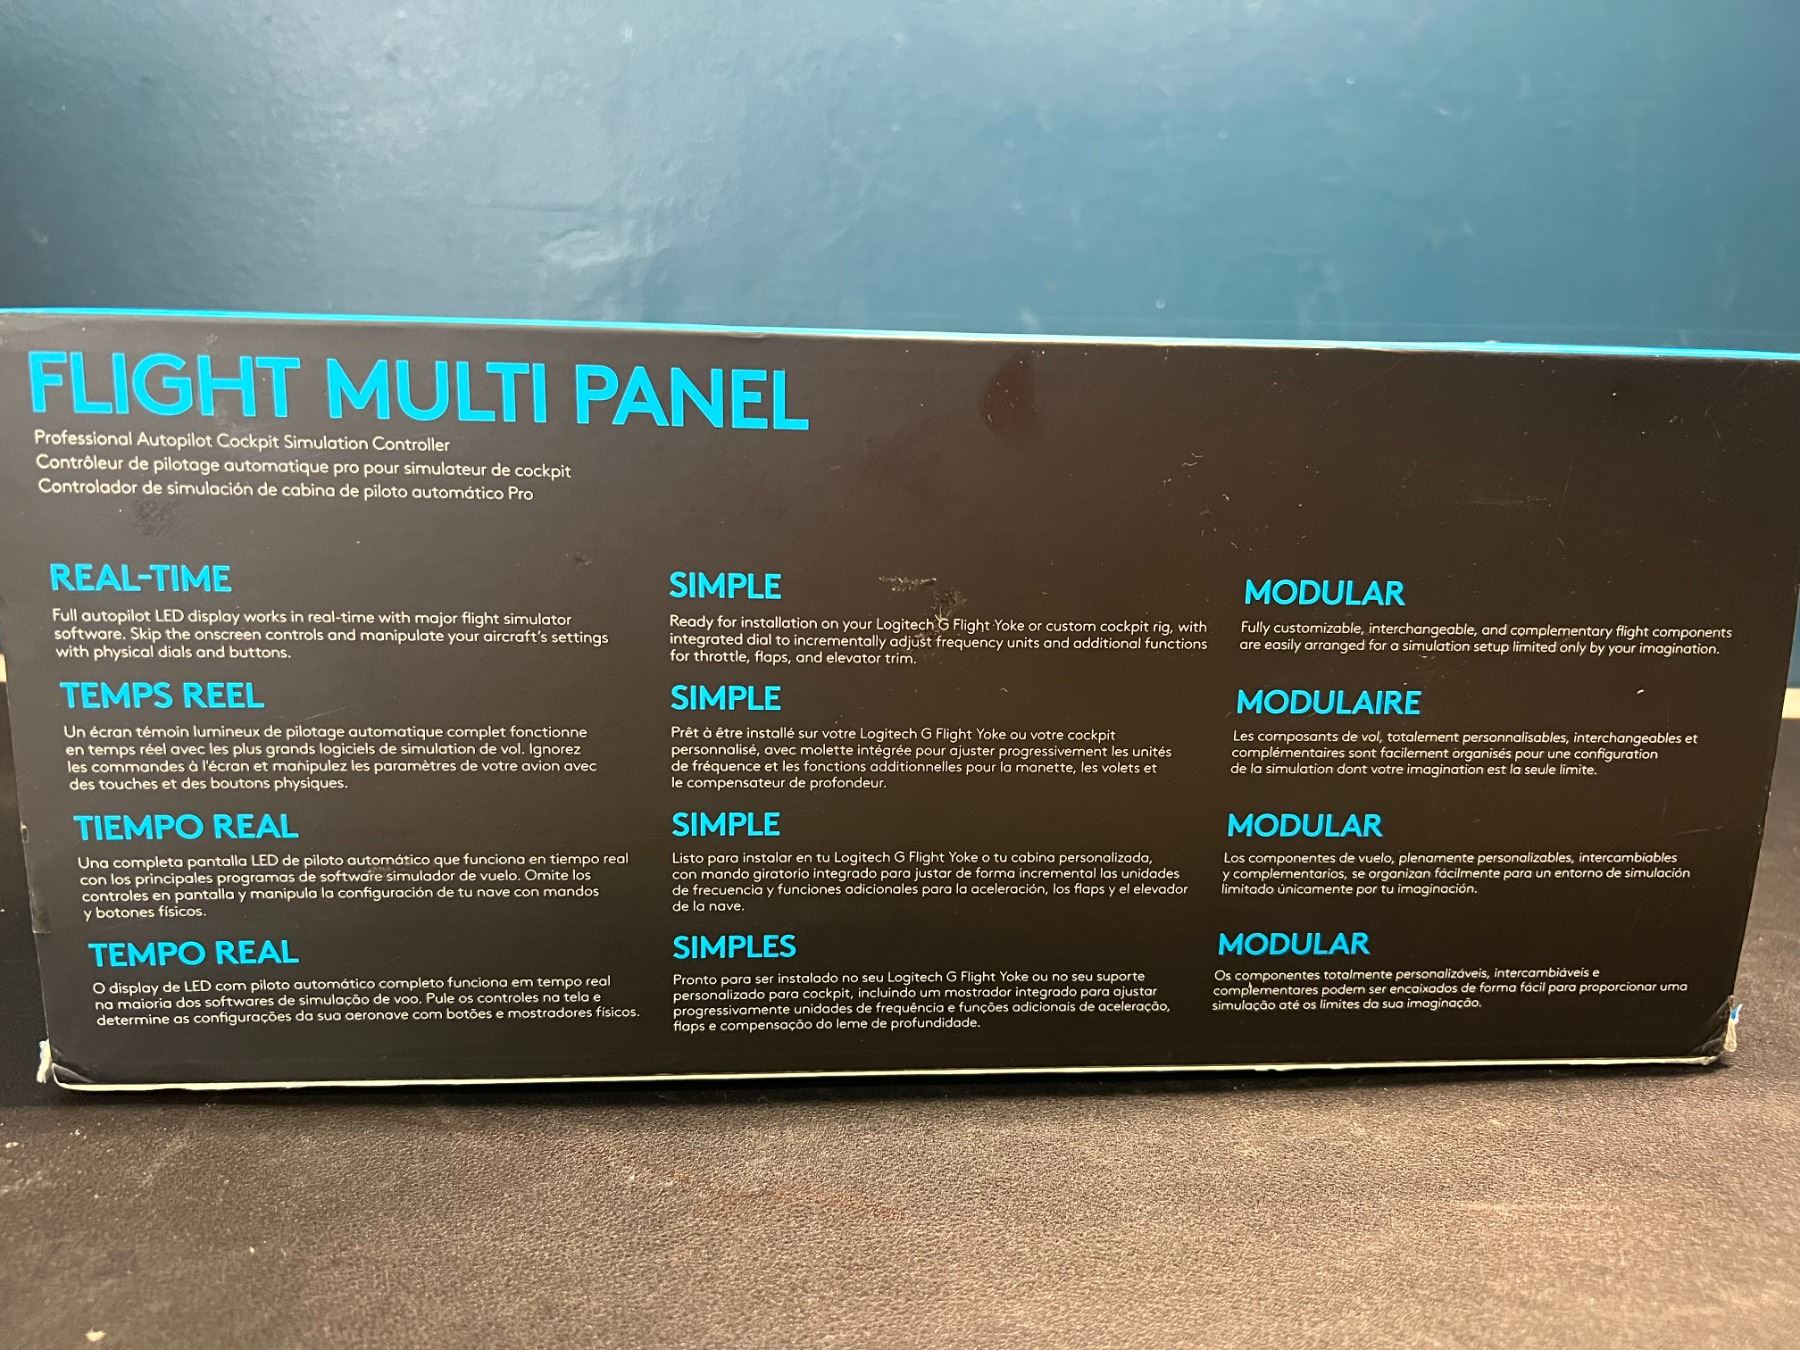 FLIGHT MULTI PANEL
Professional Autopilot Cockpit Simulation Controller
Contrôleur de pilotage automatique pro pour simulateur de cockpit
Controlador de simulación de cabina de piloto automático Pro
REAL-TIME
Full autopilot LED display works in real-time with major flight simulator
software. Skip the onscreen controls and manipulate your aircraft's settings
with physical dials and buttons.
TEMPS REEL
Un écran témoin lumineux de pilotage automatique complet fonctionne
en temps réel avec les plus grands logiciels de simulation de vol. Ignorez
les commandes à l'écran et manipulez les paramètres de votre avion avec
des touches et des boutons physiques.
TIEMPO REAL
Una completa pantalla LED de piloto automático que funciona en tiempo real
con los principales programas de software simulador de vuelo. Omite los
controles en pantalla y manipula la configuración de tu nave con mandos
y botones físicos.
TEMPO REAL
O display de LED com piloto automático completo funciona em tempo real
na maioria dos softwares de simulação de voo. Pule os controles na tela e
determine as configurações da sua aeronave com botões e mostradores físicos.
SIMPLE
Ready for installation on your Logitech G Flight Yoke or custom cockpit rig, with
integrated dial to incrementally adjust frequency units and additional functions
for throttle, flaps, and elevator trim.
SIMPLE
Prêt à être installé sur votre Logitech G Flight Yoke ou votre cockpit
personnalisé, avec molette intégrée pour ajuster progressivement les unités
de fréquence et les fonctions additionnelles pour la manette, les volets et
le compensateur de profondeur.
SIMPLE
Listo para instalar en tu Logitech G Flight Yoke o tu cabina personalizada,
con mando giratorio integrado para justar de forma incremental las unidades
de frecuencia y funciones adicionales para la aceleración, los flaps y el elevador
de la nave.
SIMPLES
Pronto para ser instalado no seu Logitech G Flight Yoke ou no seu suporte
personalizado para cockpit, incluindo um mostrador integrado para ajustar
progressivamente unidades de frequência e funções adicionais de aceleração,
flaps e compensação do leme de profundidade.
MODULAR
Fully customizable, interchangeable, and complementary flight components
are easily arranged for a simulation setup limited only by your imagination.
MODULAIRE
Les composants de vol, totalement personnalisables, interchangeables et
complémentaires sont facilement organisés pour une configuration
de la simulation dont votre imagination est la seule limite.
MODULAR
Los componentes de vuelo, plenamente personalizables, intercambiables
y complementarios, se organizan fácilmente para un entorno de simulación
limitado únicamente por tu imaginación.
MODULAR
Os componentes totalmente personalizáveis, intercambiáveis e
complementares podem ser encaixados de forma fácil para proporcionar uma
simulação até os limites da sua imaginação.